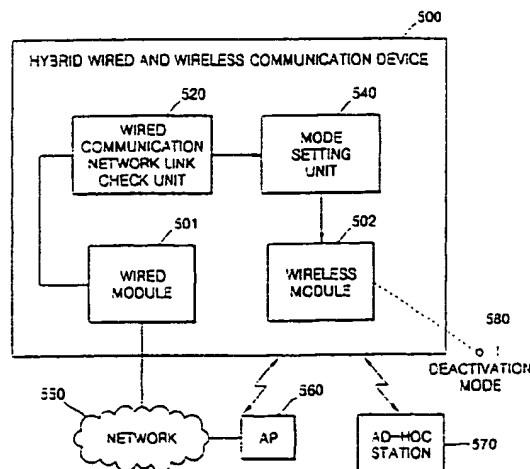 500
HYBRID WIRED AND WIRELESS COMMUNICATION DEVICE
520
540
WIRED
COMMUNICATION
NETWORK LINK
CHECK UNIT
MODE
SETTING
UNIT
501
502
WIRED
MODULE
WIRELESS
MODULE
580
DEACTIVATION
MODE
550
560
NETWORK
AP
AD-HOC
STATION
570